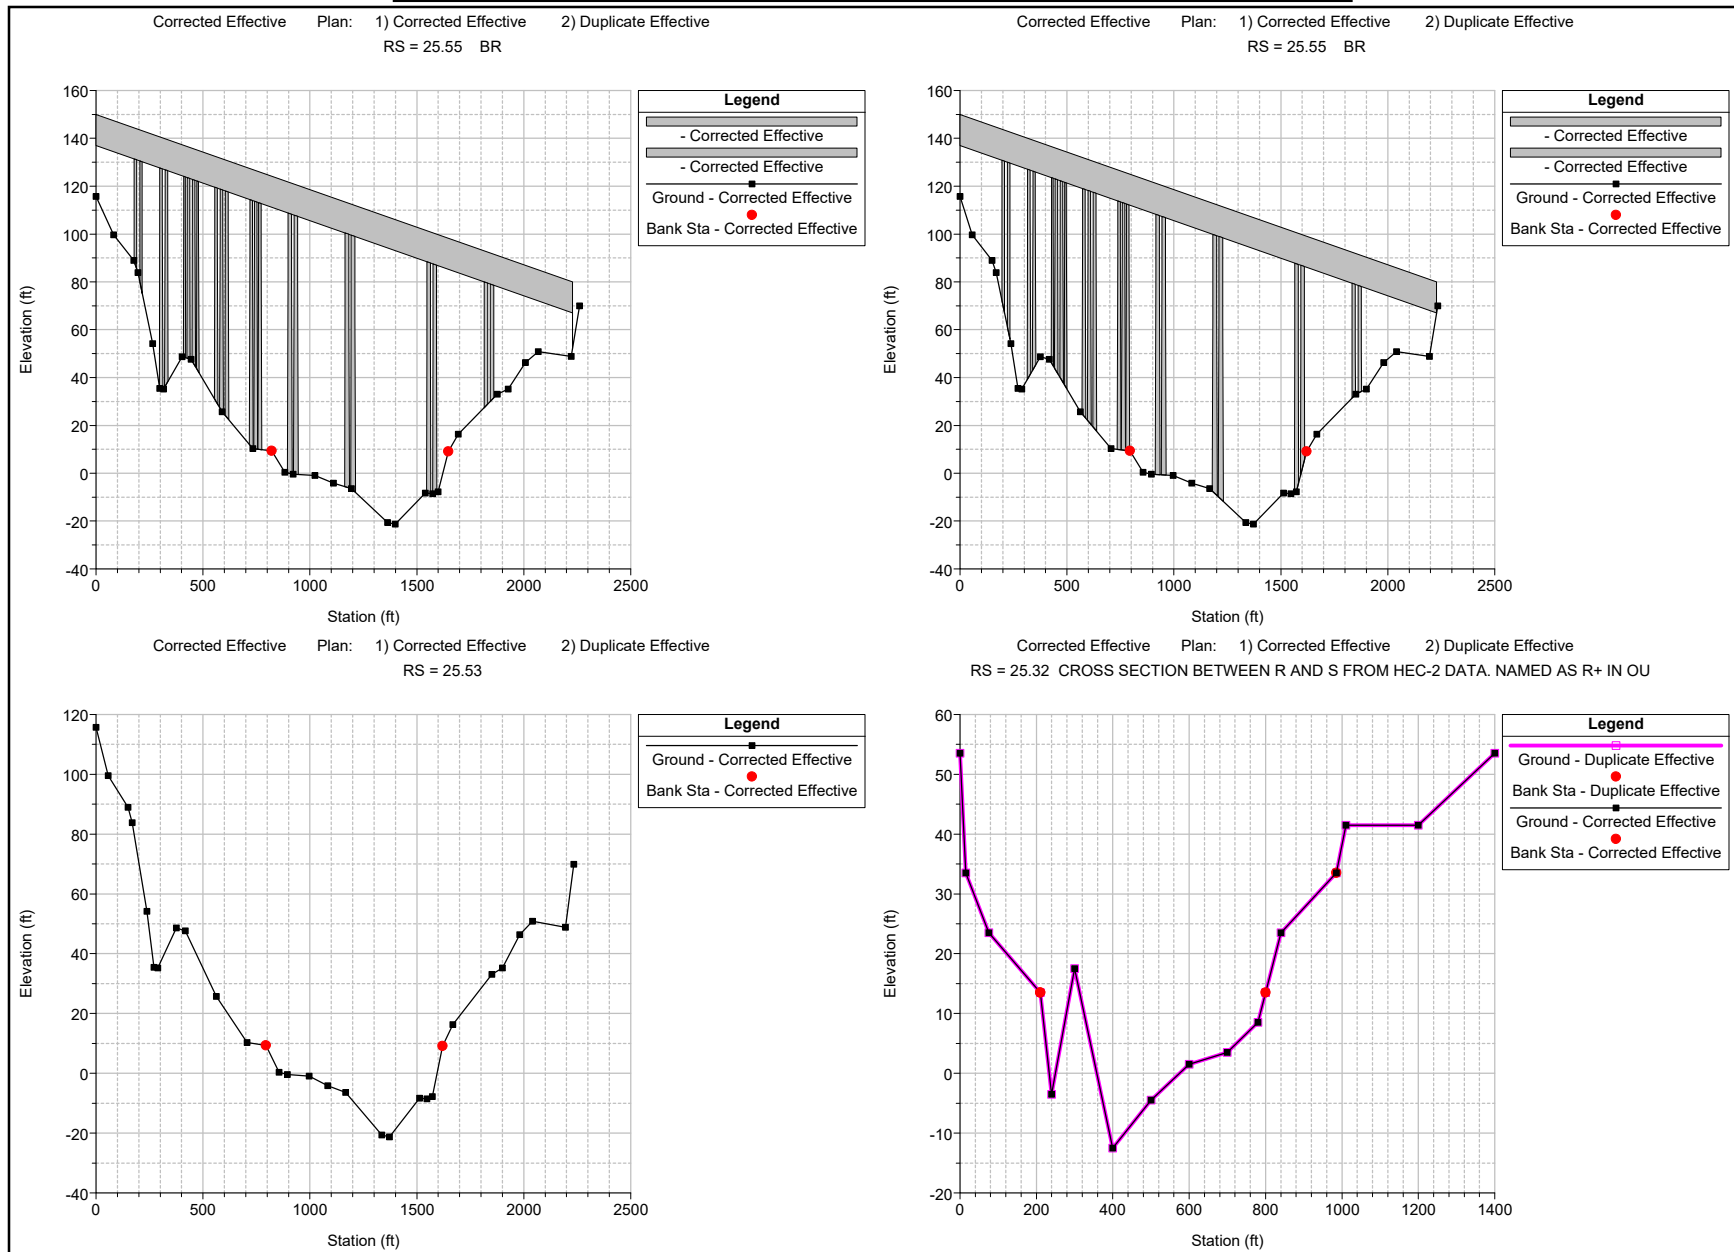 Corrected Effective Plan: 1) Corrected Effective 2) Duplicate Effective
RS = 25.55 BR
Legend
- Corrected Effective
- Corrected Effective
Ground - Corrected Effective
Bank Sta - Corrected Effective
Elevation (ft)
160
140
120
100
80
60
40
20
0
-20
-40
0 500 1000 1500 2000 2500
Station (ft)
Corrected Effective Plan: 1) Corrected Effective 2) Duplicate Effective
RS = 25.55 BR
Legend
- Corrected Effective
- Corrected Effective
Ground - Corrected Effective
Bank Sta - Corrected Effective
Elevation (ft)
160
140
120
100
80
60
40
20
0
-20
-40
0 500 1000 1500 2000 2500
Station (ft)
Corrected Effective Plan: 1) Corrected Effective 2) Duplicate Effective
RS = 25.53
Legend
Ground - Corrected Effective
Bank Sta - Corrected Effective
Elevation (ft)
120
100
80
60
40
20
0
-20
-40
0 500 1000 1500 2000 2500
Station (ft)
Corrected Effective Plan: 1) Corrected Effective 2) Duplicate Effective
RS = 25.32 CROSS SECTION BETWEEN R AND S FROM HEC-2 DATA. NAMED AS R+ IN OU
Legend
Ground - Duplicate Effective
Bank Sta - Duplicate Effective
Ground - Corrected Effective
Bank Sta - Corrected Effective
Elevation (ft)
60
50
40
30
20
10
0
-10
-20
0 200 400 600 800 1000 1200 1400
Station (ft)